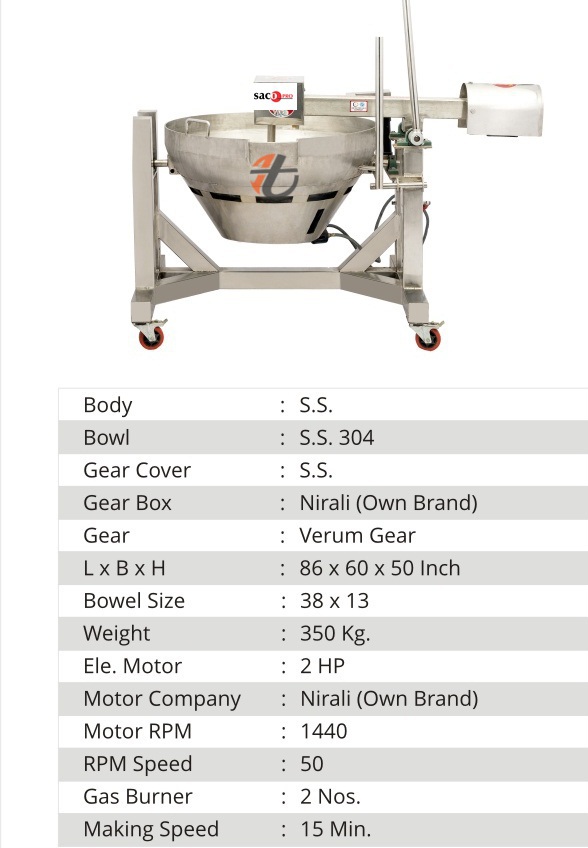 sac PRO
Body : S.S.
Bowl : S.S. 304
Gear Cover : S.S.
Gear Box : Nirali (Own Brand)
Gear : Verum Gear
L x B x H : 86 x 60 x 50 Inch
Bowel Size : 38 x 13
Weight : 350 Kg.
Ele. Motor : 2 HP
Motor Company : Nirali (Own Brand)
Motor RPM : 1440
RPM Speed : 50
Gas Burner : 2 Nos.
Making Speed : 15 Min.